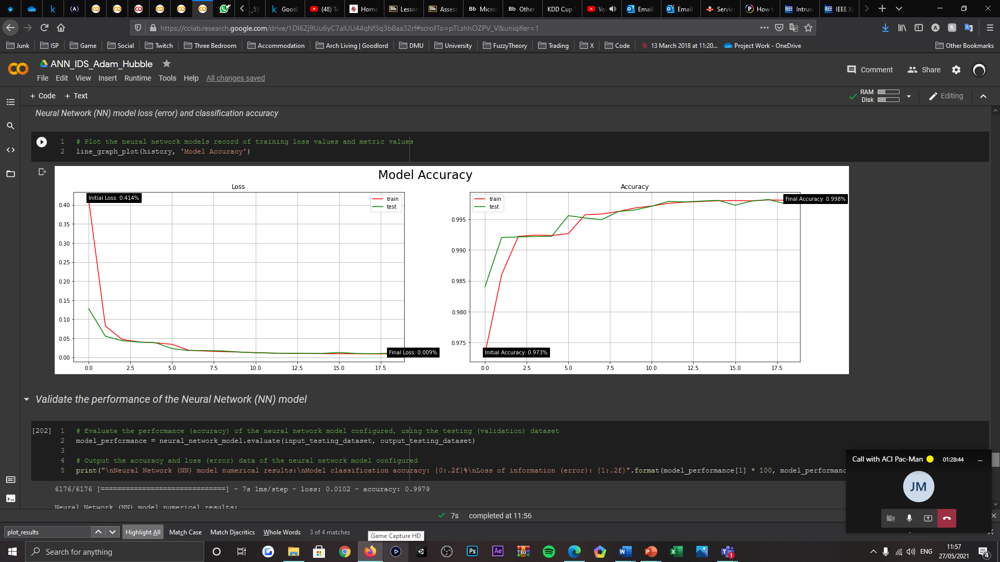 _55 Good/ (48) Te Home Lesson Assess Micros Other KDD Cup Vo Email Email Servic How t Intrusi IEEE X
https://colab.research.google.com/drive/1DI6Zj9Uu6yC7alUU44qNf3q3b8aa32rf#scrollTo=pTLshhOZPV_V&uniqifier=1
Junk ISP Game Social Twitch Three Bedroom Accommodation Arch Living | Goodlord DMU University FuzzyTheory Trading X Code 13 March 2018 at 11:20... Project Work - OneDrive Other Bookmarks
ANN_IDS_Adam_Hubble
File Edit View Insert Runtime Tools Help All changes saved
Comment Share
+ Code + Text
RAM
Disk
Editing
Neural Network (NN) model loss (error) and classification accuracy
1 # Plot the neural network models record of training loss values and metric values
2 line_graph_plot(history, 'Model Accuracy')
Model Accuracy
Loss
Initial Loss: 0.414%
train
test
0.40
0.35
0.30
0.25
0.20
0.15
0.10
0.05
0.00
Final Loss: 0.009%
0.0 2.5 5.0 7.5 10.0 12.5 15.0 17.5
Accuracy
train
test
Final Accuracy: 0.998%
0.995
0.990
0.985
0.980
0.975
Initial Accuracy: 0.973%
0.0 2.5 5.0 7.5 10.0 12.5 15.0 17.5
Validate the performance of the Neural Network (NN) model
[202] 1 # Evaluate the performance (accuracy) of the neural network model configured, using the testing (validation) dataset
2 model_performance = neural_network_model.evaluate(input_testing_dataset, output_testing_dataset)
3
4 # Output the accuracy and loss (error) data of the neural network model configured
5 print("\nNeural Network (NN) model numerical results:\nModel classification accuracy: {0:.2f}%\nLoss of information (error): {1:.2f}".format(model_performance[1] * 100, model_performanc
6176/6176 [==============================] - 7s 1ms/step - loss: 0.0102 - accuracy: 0.9979
Neural Network (NN) model numerical results:
7s completed at 11:56
Call with ACI Pac-Man 01:28:44
JM
plot_results Highlight All Match Case Match Diacritics Whole Words 3 of 4 matches
Game Capture HD
Search for anything
Ps Ae
ENG
11:57
27/05/2021
1
4